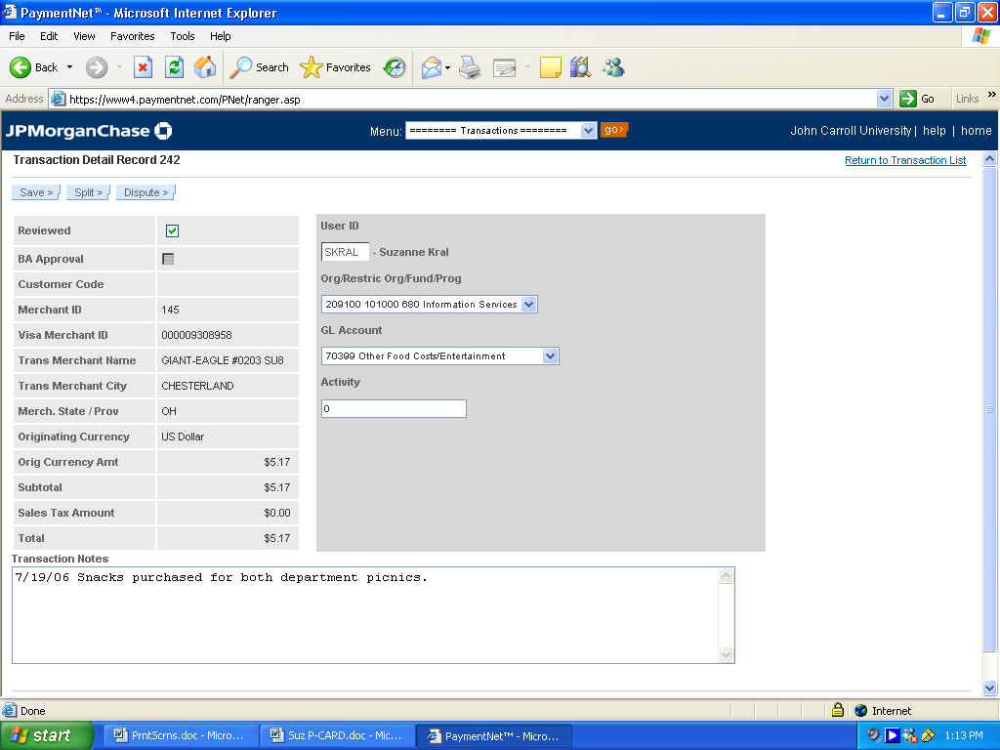 PaymentNet™ - Microsoft Internet Explorer
File Edit View Favorites Tools Help
Back Search Favorites
Address https://www4.paymentnet.com/PNet/ranger.asp Go Links »
JPMorganChase Menu: ======== Transactions ======== go> John Carroll University | help | home
Transaction Detail Record 242 Return to Transaction List
Save > Split > Dispute >
Reviewed
BA Approval
Customer Code
Merchant ID 145
Visa Merchant ID 000009308958
Trans Merchant Name GIANT-EAGLE #0203 SU8
Trans Merchant City CHESTERLAND
Merch. State / Prov OH
Originating Currency US Dollar
Orig Currency Amt $5.17
Subtotal $5.17
Sales Tax Amount $0.00
Total $5.17
User ID
SKRAL - Suzanne Kral
Org/Restric Org/Fund/Prog
209100 101000 680 Information Services
GL Account
70399 Other Food Costs/Entertainment
Activity
0
Transaction Notes
7/19/06 Snacks purchased for both department picnics.
Done Internet
start PrntScrns.doc - Micro... Suz P-CARD.doc - Mi... PaymentNet™ - Micro... 1:13 PM